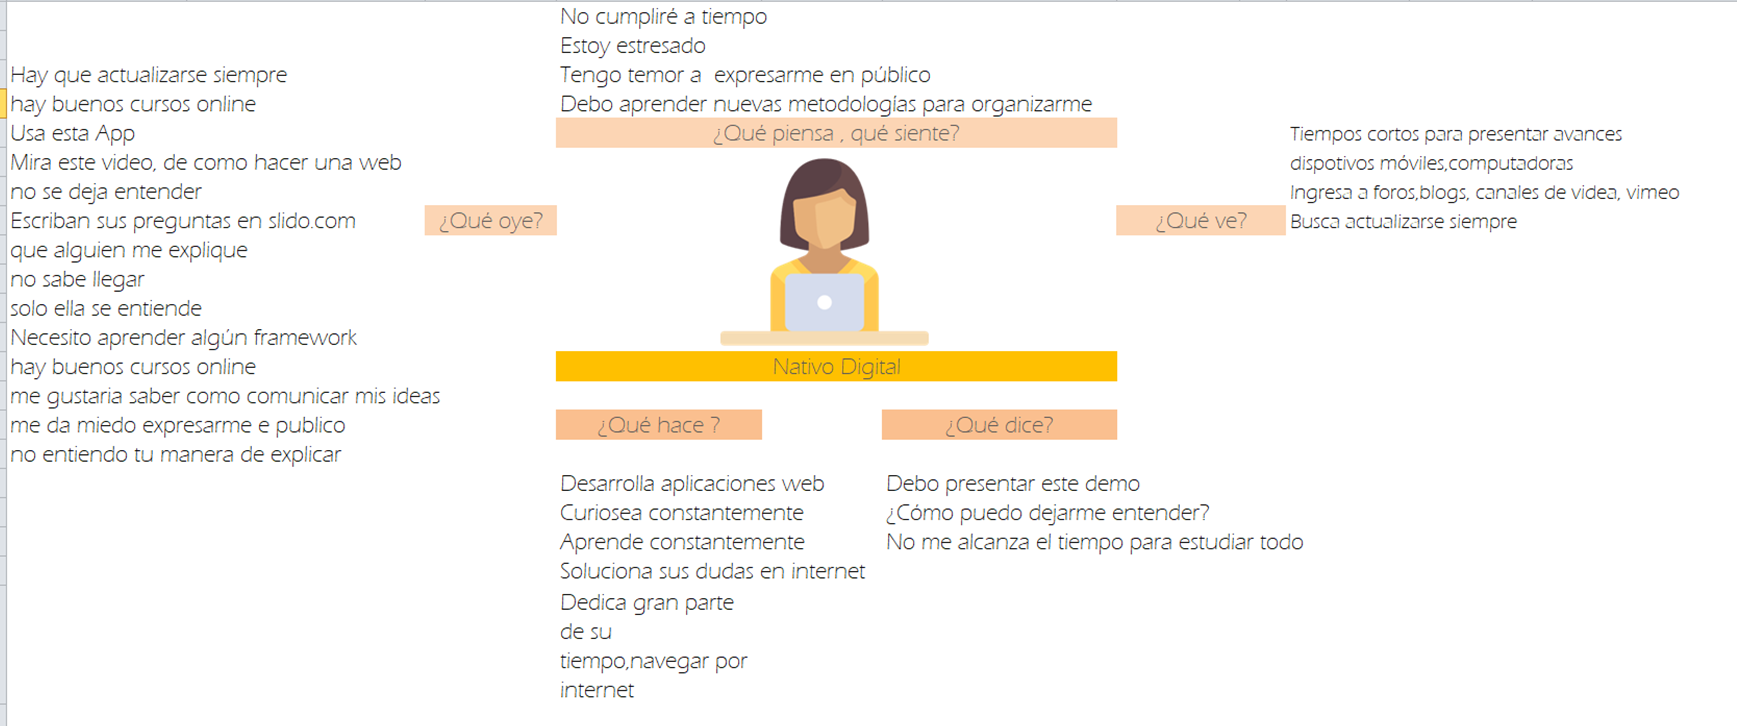 No cumpliré a tiempo
Estoy estresado
Tengo temor a  expresarme en público
Debo aprender nuevas metodologías para organizarme
¿Qué piensa , qué siente?
Hay que actualizarse siempre
hay buenos cursos online
Usa esta App
Mira este video, de como hacer una web
no se deja entender
Escriban sus preguntas en slido.com
que alguien me explique
no sabe llegar
solo ella se entiende
Necesito aprender algún framework
hay buenos cursos online
me gustaria saber como comunicar mis ideas
me da miedo expresarme e publico
no entiendo tu manera de explicar
¿Qué oye?
¿Qué ve?
Tiempos cortos para presentar avances
dispotivos móviles,computadoras
Ingresa a foros,blogs, canales de videa, vimeo
Busca actualizarse siempre
Nativo Digital
¿Qué hace ?
Desarrolla aplicaciones web
Curiosea constantemente
Aprende constantemente
Soluciona sus dudas en internet
Dedica gran parte
de su
tiempo,navegar por
internet
¿Qué dice?
Debo presentar este demo
¿Cómo puedo dejarme entender?
No me alcanza el tiempo para estudiar todo